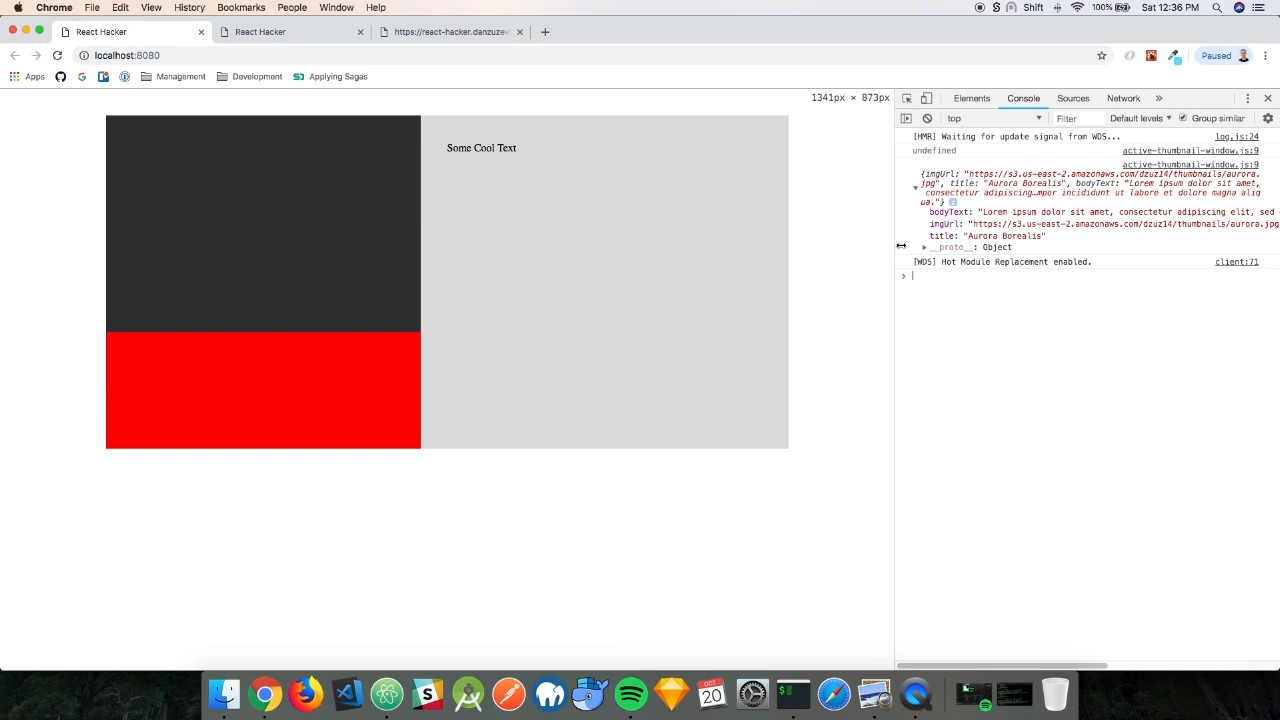 Chrome File Edit View History Bookmarks People Window Help Shift 100% Sat 12:36 PM
React Hacker React Hacker https://react-hacker.danzuzev
localhost:8080 Paused
Apps Management Development Applying Sagas
1341px × 873px
Elements Console Sources Network »
top Filter Default levels Group similar
[HMR] Waiting for update signal from WDS... log.js:24
undefined active-thumbnail-window.js:9
active-thumbnail-window.js:9
{imgUrl: "https://s3.us-east-2.amazonaws.com/dzuz14/thumbnails/aurora.
jpg", title: "Aurora Borealis", bodyText: "Lorem ipsum dolor sit amet,
consectetur adipiscing…mpor incididunt ut labore et dolore magna aliq
ua."}
bodyText: "Lorem ipsum dolor sit amet, consectetur adipiscing elit, sed
imgUrl: "https://s3.us-east-2.amazonaws.com/dzuz14/thumbnails/aurora.jpg
title: "Aurora Borealis"
__proto__: Object
[WDS] Hot Module Replacement enabled. client:71
>
Some Cool Text
OCT
20